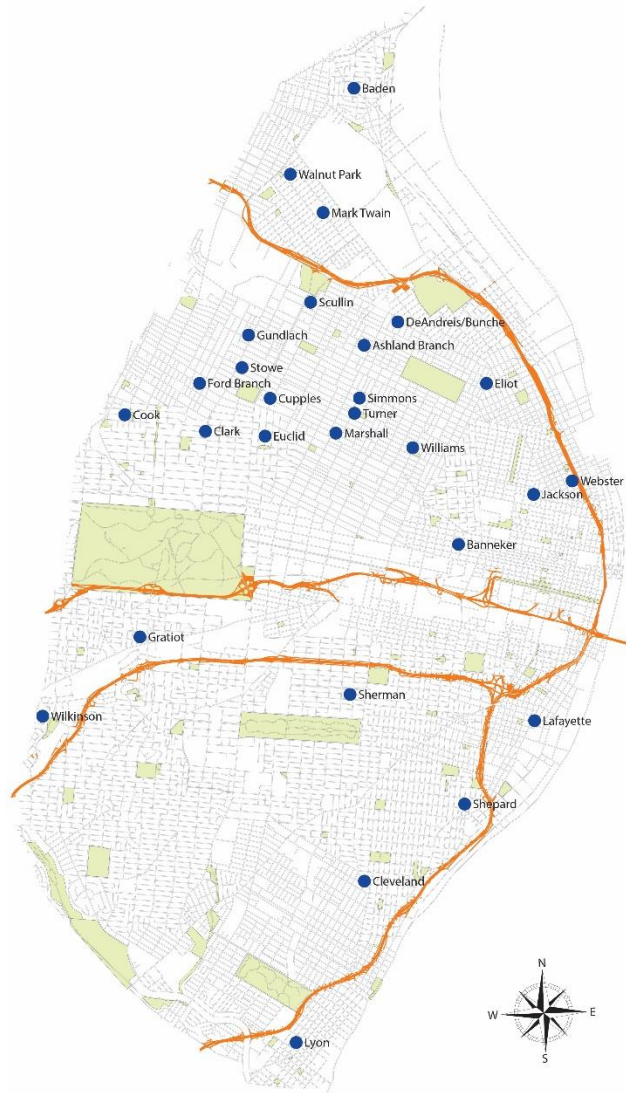 Baden
Walnut Park
Mark Twain
Scullin
DeAndreis/Bunche
Gundlach
Ashland Branch
Stowe
Ford Branch
Eliot
Cupples
Simmons
Cook
Turner
Clark
Euclid
Marshall
Williams
Webster
Jackson
Banneker
Gratiot
Sherman
Wilkinson
Lafayette
Shepard
Cleveland
N
W
E
S
Lyon